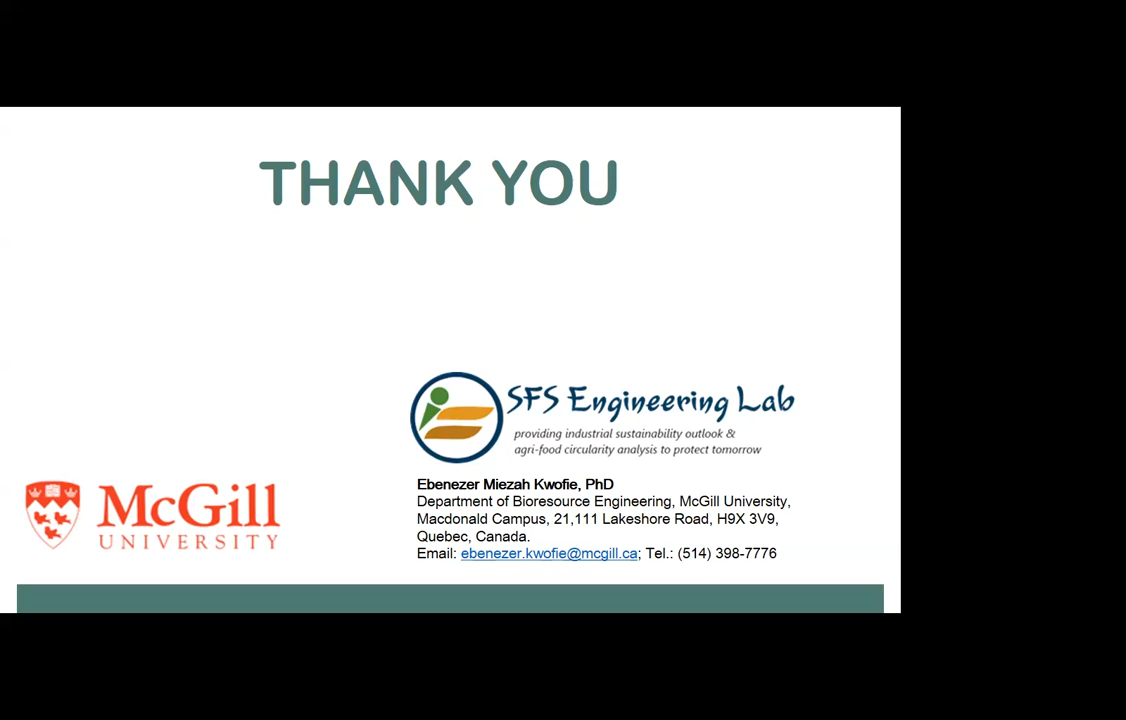 THANK YOU
SFS Engineering Lab
providing industrial sustainability outlook &
agri-food circularity analysis to protect tomorrow
McGill
UNIVERSITY
Ebenezer Miezah Kwofie, PhD
Department of Bioresource Engineering, McGill University,
Macdonald Campus, 21,111 Lakeshore Road, H9X 3V9,
Quebec, Canada.
Email: ebenezer.kwofie@mcgill.ca; Tel.: (514) 398-7776